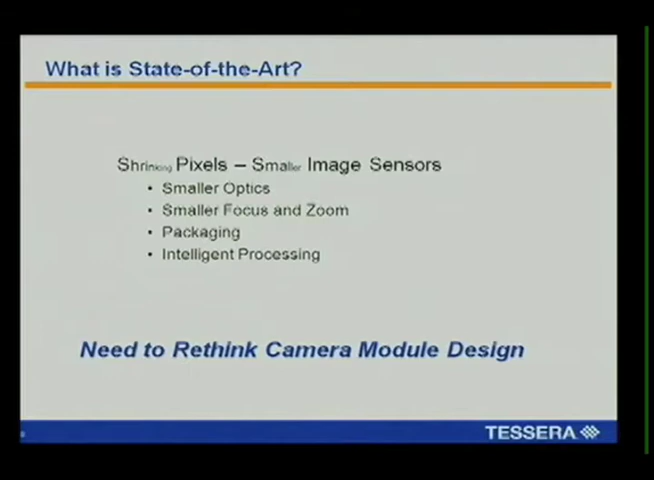 What is State-of-the-Art?
Shrinking Pixels – Smaller Image Sensors
• Smaller Optics
• Smaller Focus and Zoom
• Packaging
• Intelligent Processing
Need to Rethink Camera Module Design
TESSERA